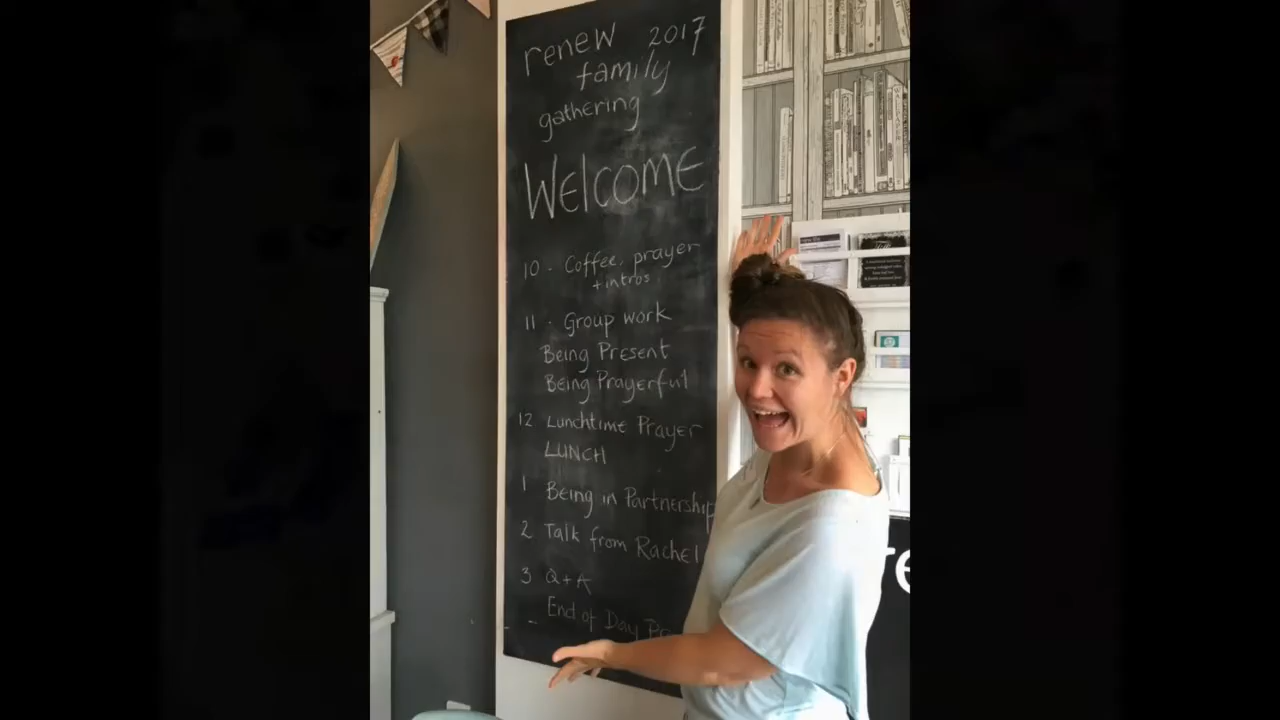 renew 2017
family
gathering
WELCOME
10 - Coffee, prayer
+ intros
11 - Group work
Being Present
Being Prayerful
12 Lunchtime Prayer
LUNCH
1 Being in Partnership
2 Talk from Rachel
3 Q + A
End of Day
re